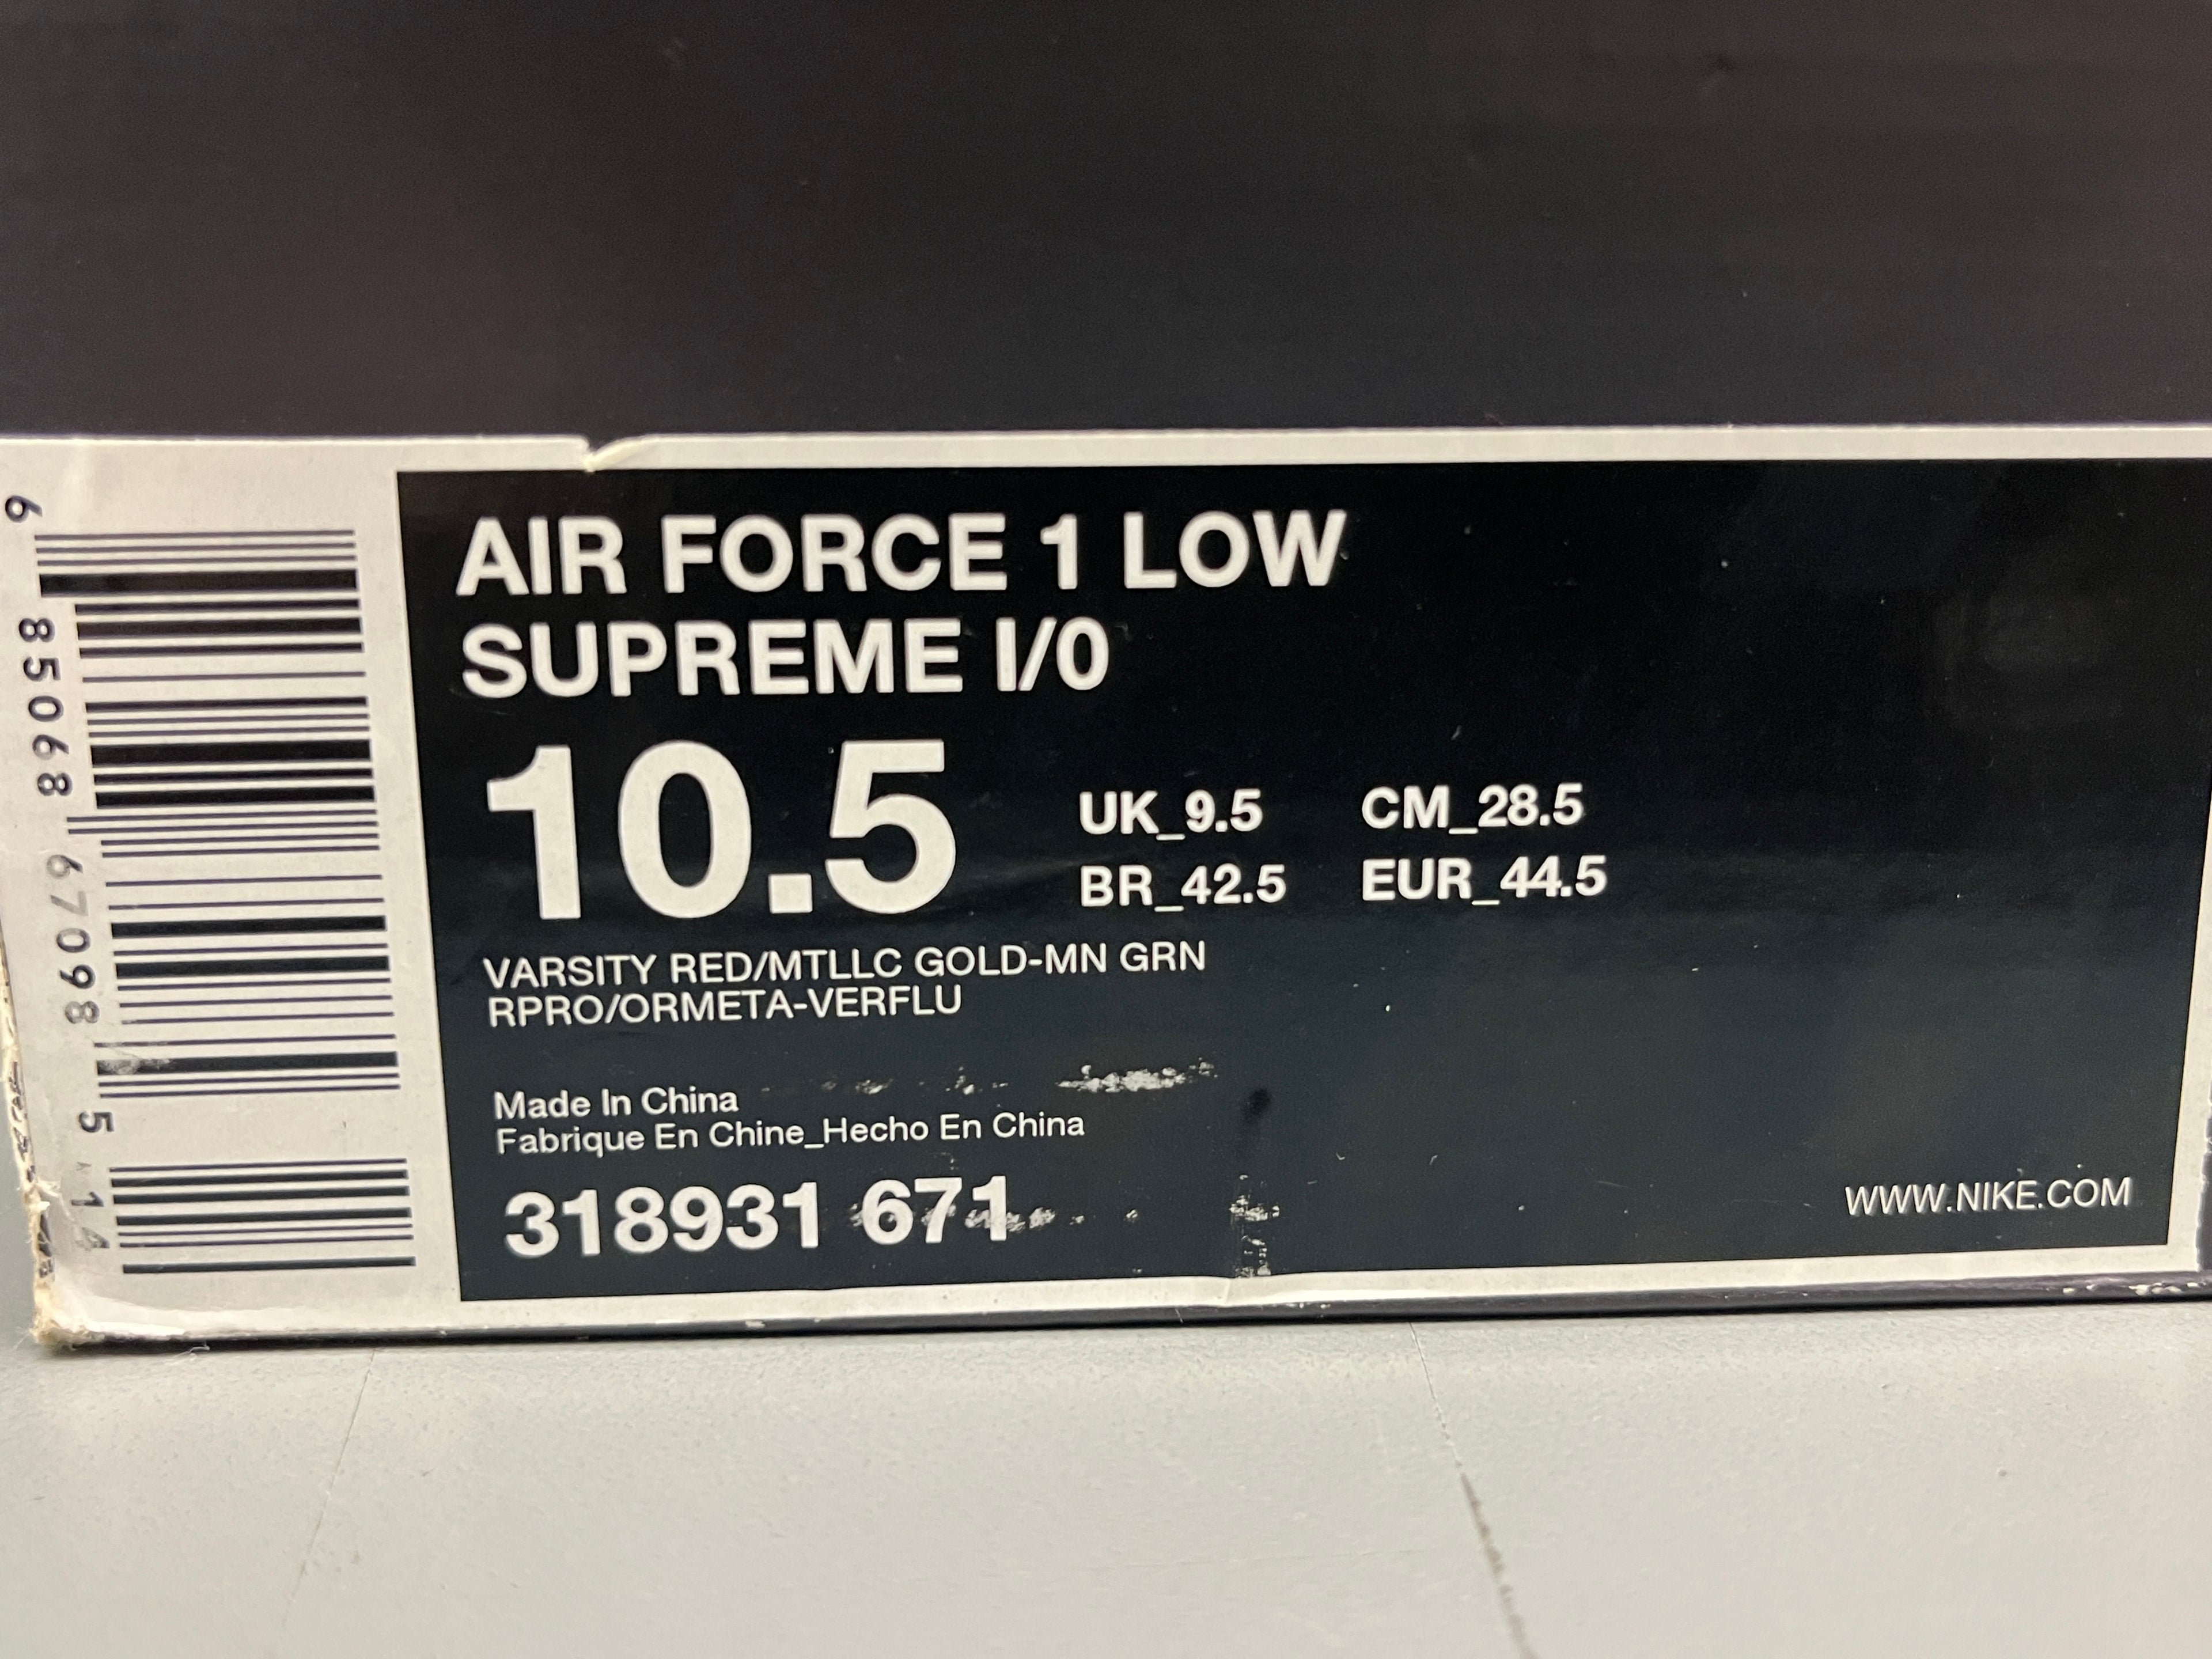 AIR FORCE 1 LOW
SUPREME I/0
10.5
UK_9.5 CM_28.5
BR_42.5 EUR_44.5
VARSITY RED/MTLLC GOLD-MN GRN
RPRO/ORMETA-VERFLU
Made In China
Fabrique En Chine_Hecho En China
318931 671
WWW.NIKE.COM
6 85068 67098 5
14